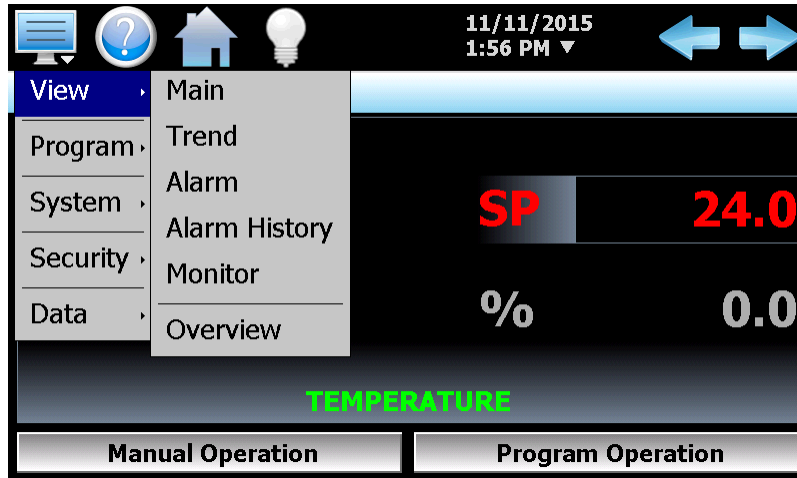 ?
11/11/2015
1:56 PM ▼
View
Program
System
Security
Data
Main
Trend
Alarm
Alarm History
Monitor
Overview
SP 24.0
% 0.0
TEMPERATURE
Manual Operation
Program Operation